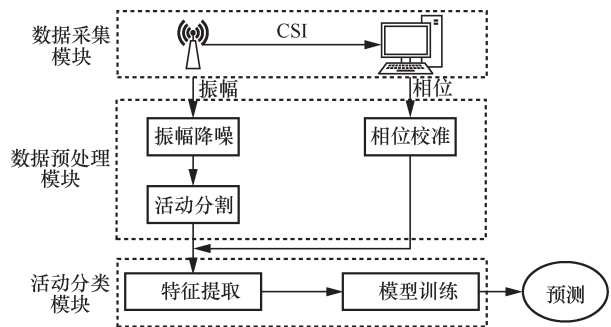 数据采集
模块
CSI
振幅
相位
数据预处理
模块
振幅降噪
相位校准
活动分割
活动分类
模块
特征提取
模型训练
预测